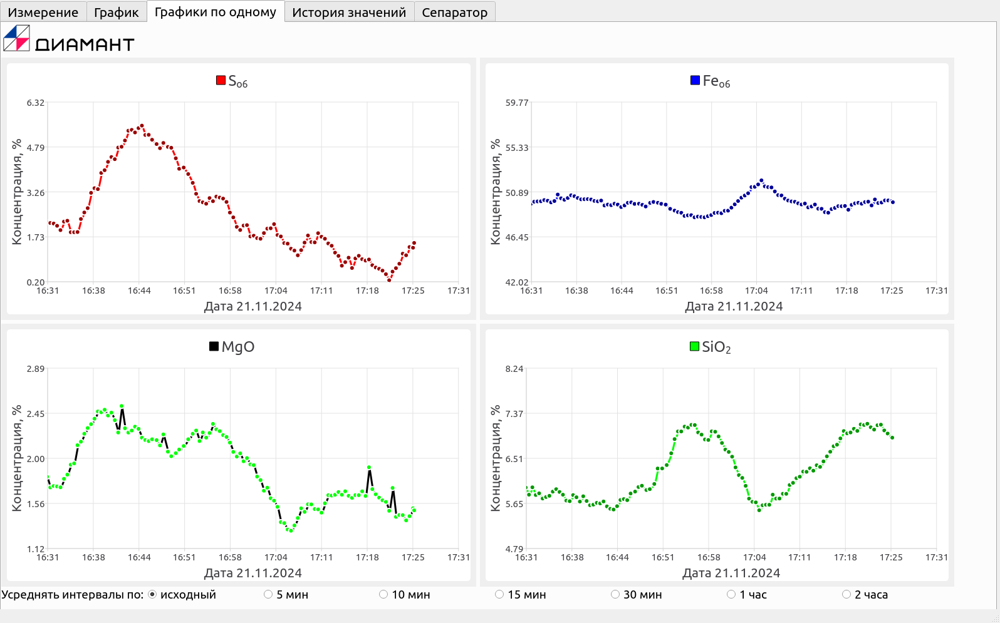 Измерение
График
Графики по одному
История значений
Сепаратор
ДИАМАНТ
Sоб
6.32
4.79
3.26
1.73
0.20
Концентрация, %
16:31 16:38 16:44 16:51 16:58 17:04 17:11 17:18 17:25 17:31
Дата 21.11.2024
Feоб
59.77
55.33
50.89
46.45
42.02
Концентрация, %
16:31 16:38 16:44 16:51 16:58 17:04 17:11 17:18 17:25 17:31
Дата 21.11.2024
MgO
2.89
2.45
2.00
1.56
1.12
Концентрация, %
16:31 16:38 16:44 16:51 16:58 17:04 17:11 17:18 17:25 17:31
Дата 21.11.2024
SiO₂
8.24
7.37
6.51
5.65
4.79
Концентрация, %
16:31 16:38 16:44 16:51 16:58 17:04 17:11 17:18 17:25 17:31
Дата 21.11.2024
Усреднять интервалы по: исходный 5 мин 10 мин 15 мин 30 мин 1 час 2 часа